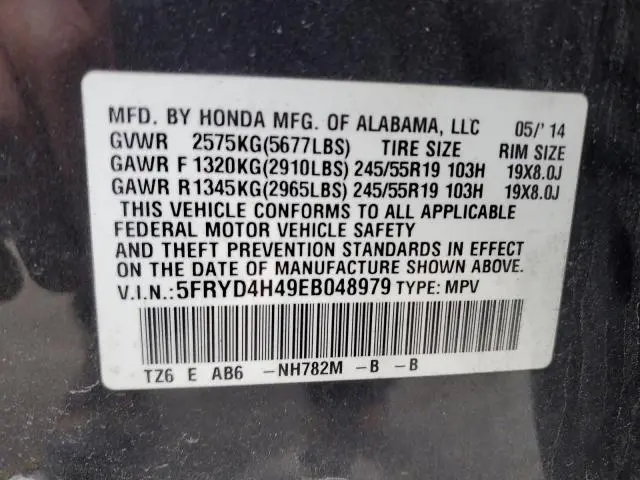 MFD. BY HONDA MFG. OF ALABAMA, LLC 05/'14
GVWR 2575KG(5677LBS) TIRE SIZE RIM SIZE
GAWR F 1320KG(2910LBS) 245/55R19 103H 19X8.0J
GAWR R 1345KG(2965LBS) 245/55R19 103H 19X8.0J
THIS VEHICLE CONFORMS TO ALL APPLICABLE
FEDERAL MOTOR VEHICLE SAFETY
AND THEFT PREVENTION STANDARDS IN EFFECT
ON THE DATE OF MANUFACTURE SHOWN ABOVE.
V.I.N.:5FRYD4H49EB048979 TYPE: MPV
TZ6 E AB6 -NH782M -B -B